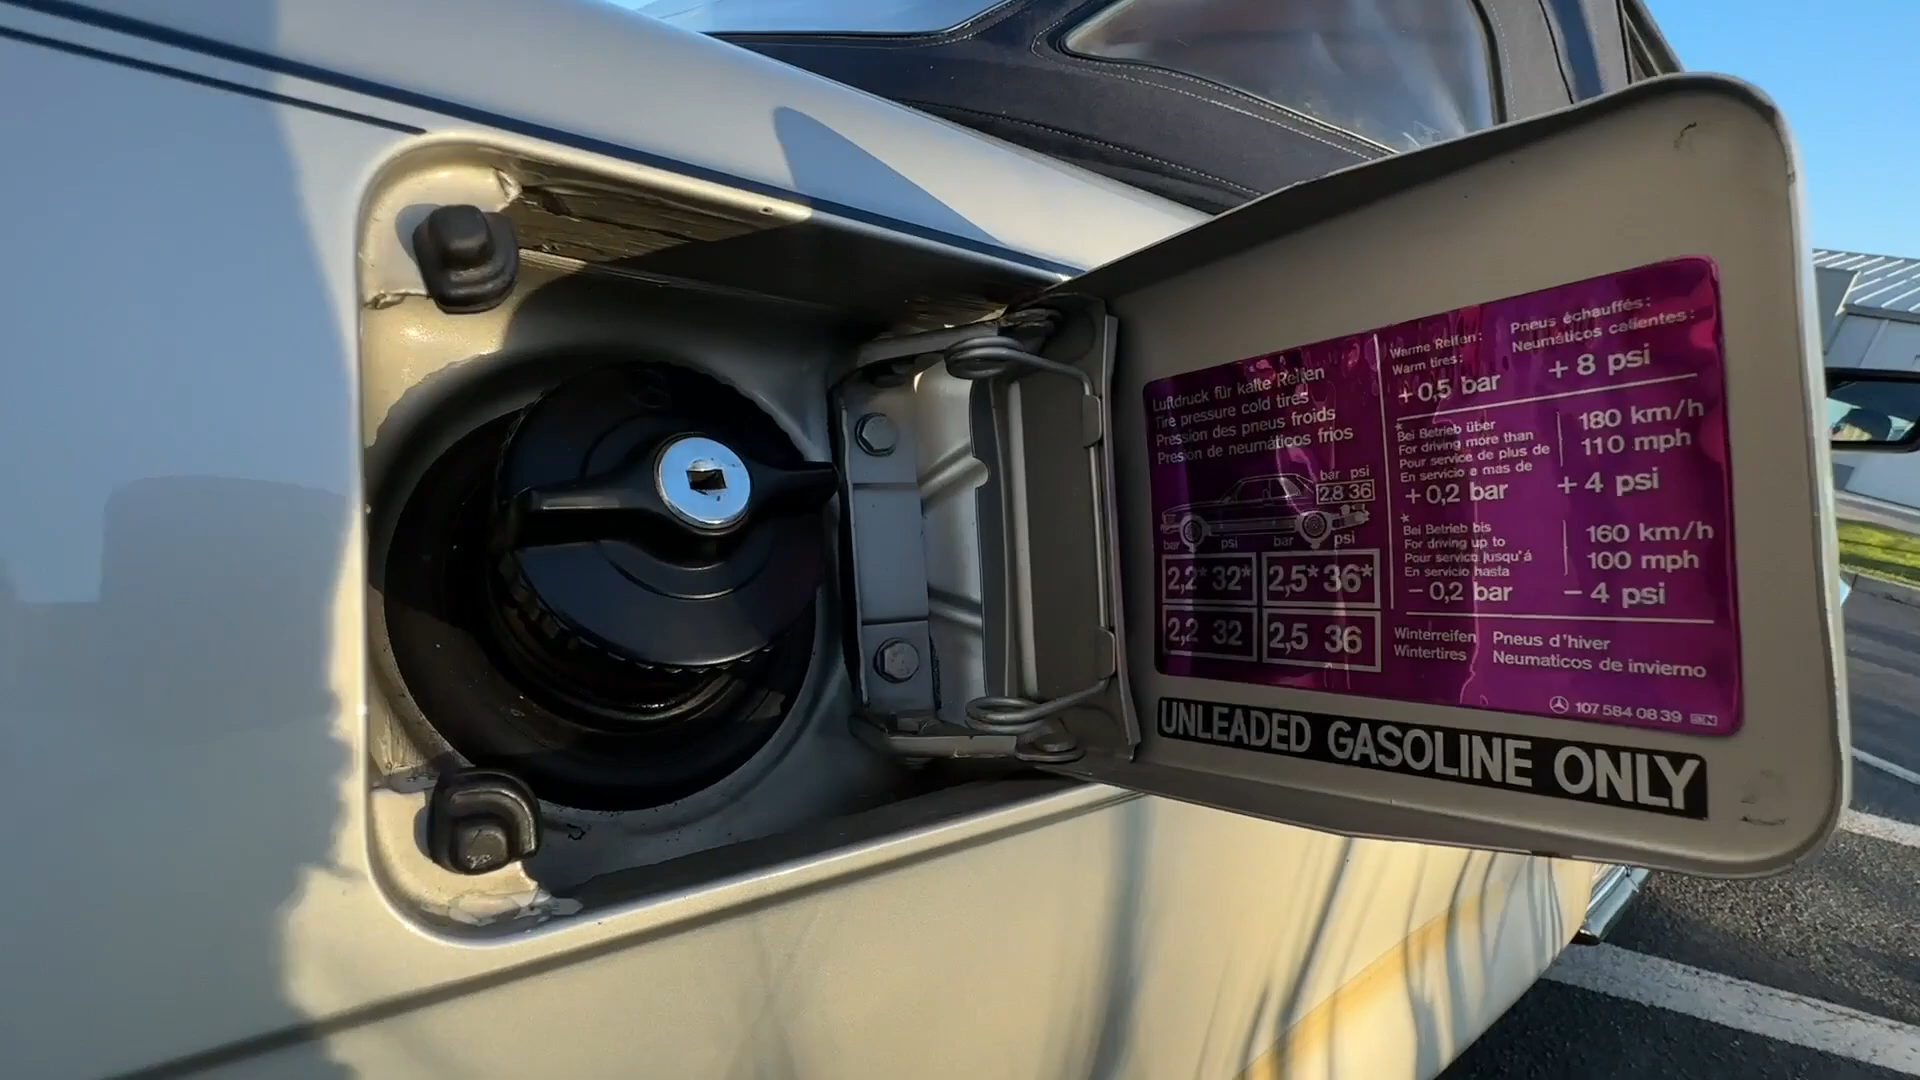 Luftdruck für kalte Reifen
Tire pressure cold tires
Pression des pneus froids
Presion de neumáticos frios
bar psi
2,8 36
bar psi bar psi
2,2* 32* 2,5* 36*
2,2 32 2,5 36
Warme Reifen: Pneus échauffés:
Warm tires: Neumáticos calientes:
+0,5 bar +8 psi
*
Bei Betrieb über
For driving more than
Pour service de plus de
En servicio a mas de
180 km/h
110 mph
+0,2 bar +4 psi
*
Bei Betrieb bis
For driving up to
Pour service jusqu'á
En servicio hasta
160 km/h
100 mph
-0,2 bar -4 psi
Winterreifen Pneus d'hiver
Wintertires Neumaticos de invierno
107 584 08 39
UNLEADED GASOLINE ONLY